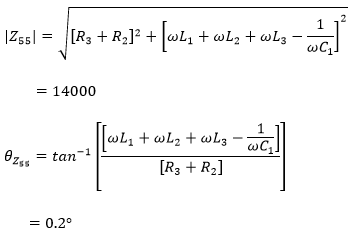 |Z₅₅| = √([R₃ + R₂]² + [ωL₁ + ωL₂ + ωL₃ − 1/ωC₁]²)
= 14000
θ_Z₅₅ = tan⁻¹ [[ωL₁ + ωL₂ + ωL₃ − 1/ωC₁] / [R₃ + R₂]]
= 0.2°